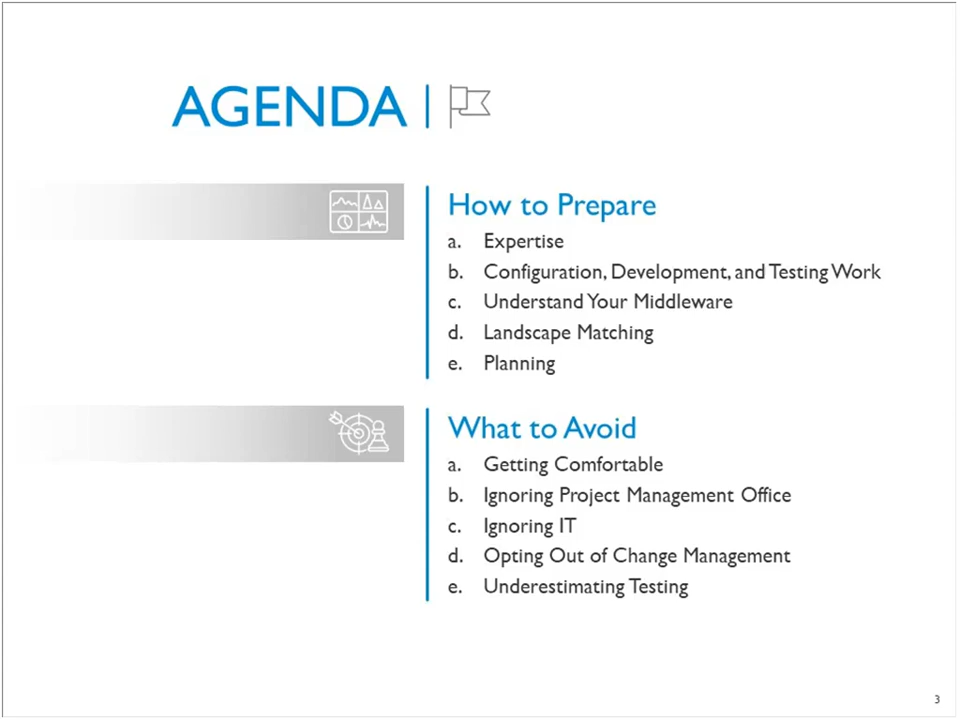 AGENDA
How to Prepare
a. Expertise
b. Configuration, Development, and Testing Work
c. Understand Your Middleware
d. Landscape Matching
e. Planning
What to Avoid
a. Getting Comfortable
b. Ignoring Project Management Office
c. Ignoring IT
d. Opting Out of Change Management
e. Underestimating Testing
3